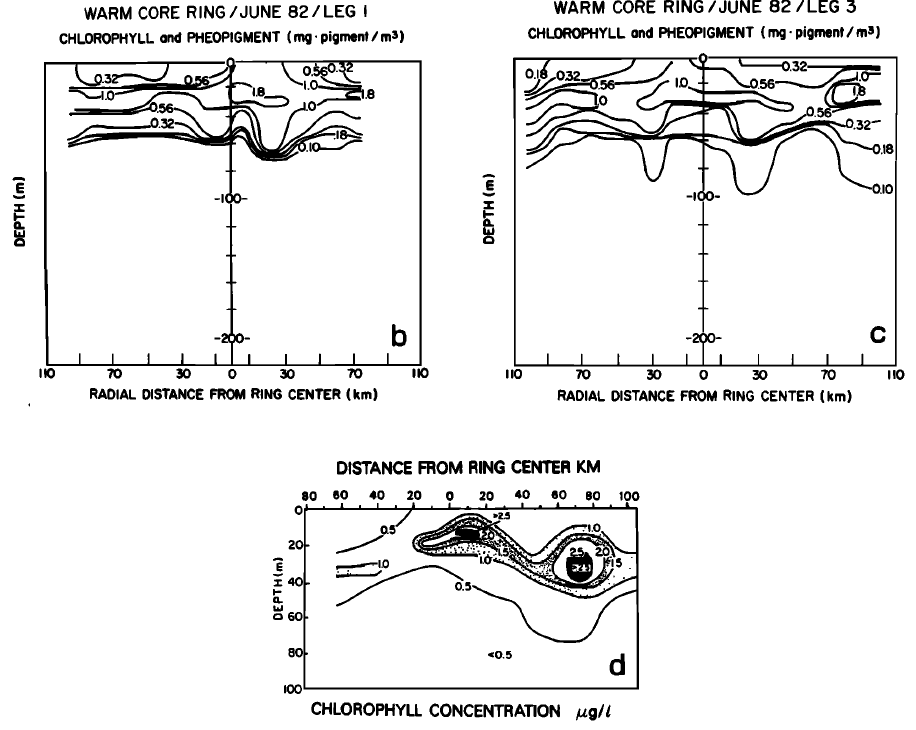 WARM CORE RING/JUNE 82/LEG 1
CHLOROPHYLL and PHEOPIGMENT (mg·pigment/m³)
0
0.32
0.56
0.32
1.0
1.0
1.8
1.8
0.56
1.0
0.32
.18
0.10
-100-
-200-
DEPTH (m)
b
110 70 30 0 30 70 110
RADIAL DISTANCE FROM RING CENTER (km)
WARM CORE RING/JUNE 82/LEG 3
CHLOROPHYLL and PHEOPIGMENT (mg·pigment/m³)
0
0.18
0.32
0.32
0.56
1.0
0.56
1.0
1.0
1.8
0.56
0.32
0.18
0.10
-100-
-200-
DEPTH (m)
c
110 70 30 0 30 70 110
RADIAL DISTANCE FROM RING CENTER (km)
DISTANCE FROM RING CENTER KM
80 60 40 20 0 20 40 60 80 100
0
20
40
60
80
100
DEPTH (m)
0.5
>2.5
2.0
1.5
1.0
1.0
1.0
2.5
2.0
1.5
0.5
<0.5
d
CHLOROPHYLL CONCENTRATION µg/l